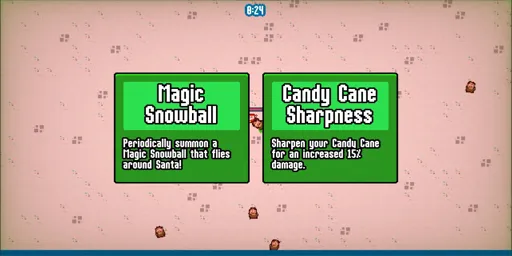 8:24
Magic
Snowball
Periodically summon a
Magic Snowball that flies
around Santa!
Candy Cane
Sharpness
Sharpen your Candy Cane
for an increased 15%
damage.